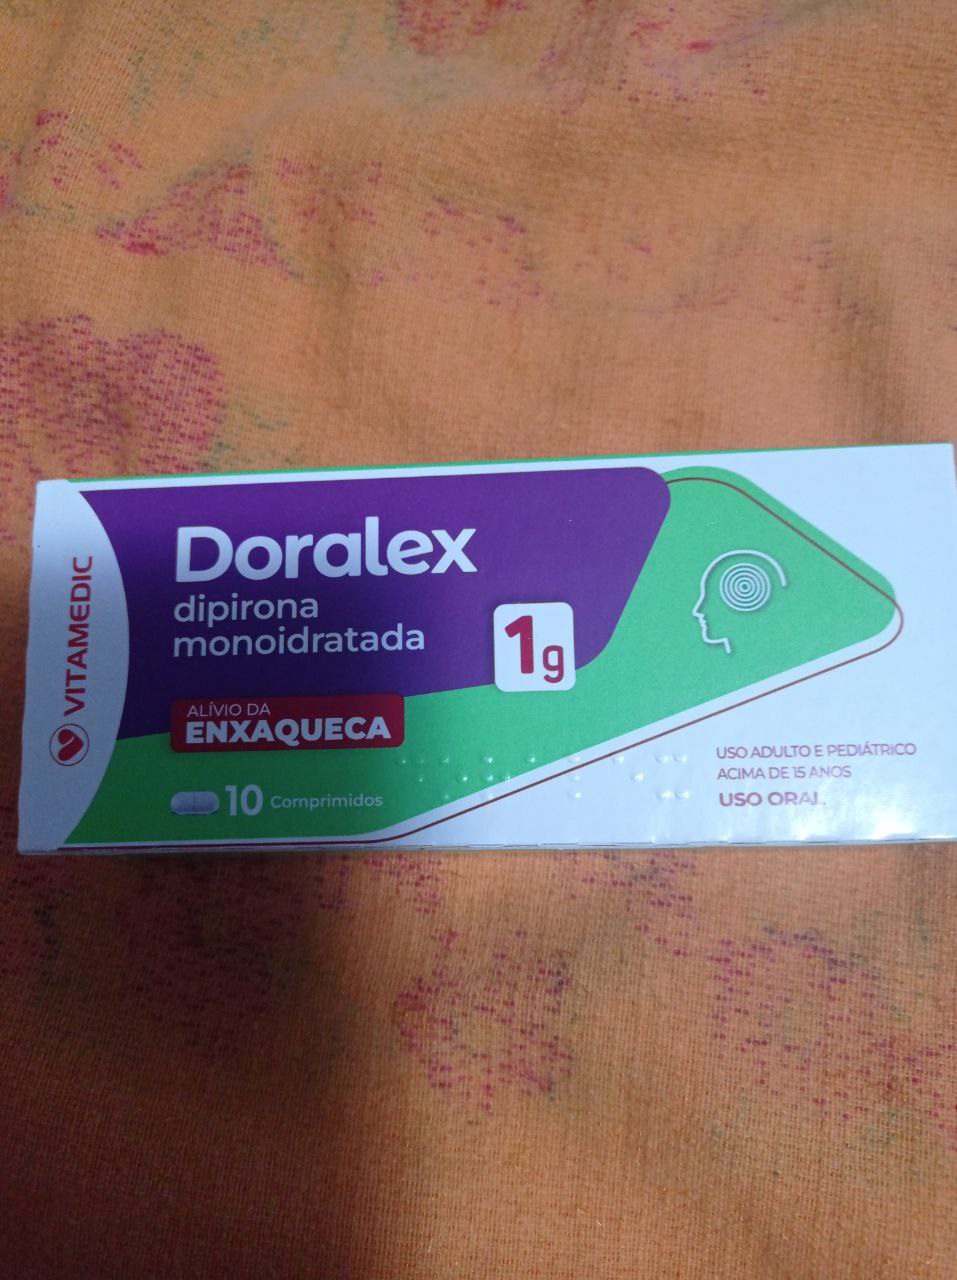 VITAMEDIC
Doralex
dipirona
monoidratada
1g
ALÍVIO DA
ENXAQUECA
10 Comprimidos
USO ADULTO E PEDIÁTRICO
ACIMA DE 15 ANOS
USO ORAL